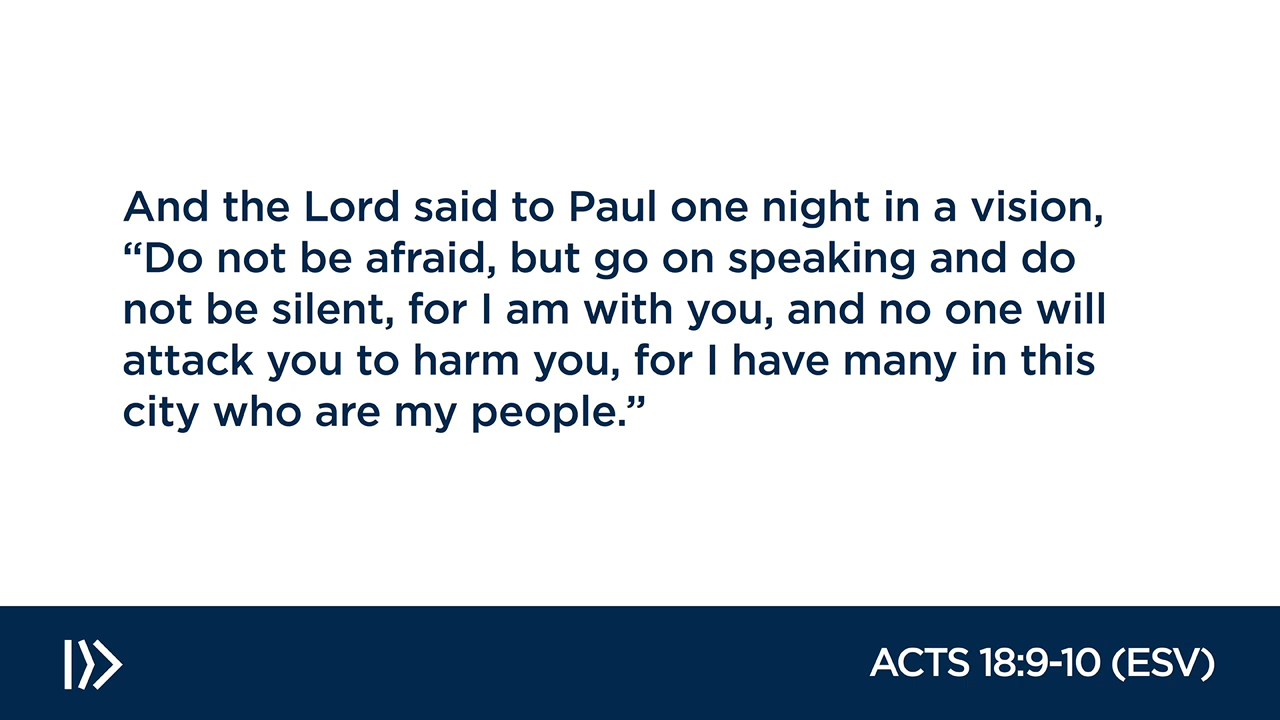 And the Lord said to Paul one night in a vision,
“Do not be afraid, but go on speaking and do
not be silent, for I am with you, and no one will
attack you to harm you, for I have many in this
city who are my people.”
ACTS 18:9-10 (ESV)